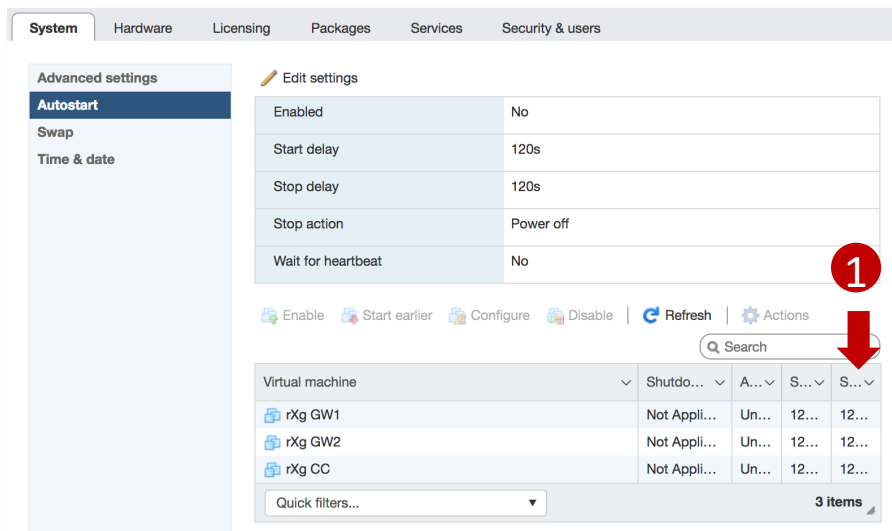 System Hardware Licensing Packages Services Security & users
Advanced settings
Autostart
Swap
Time & date
Edit settings
Enabled No
Start delay 120s
Stop delay 120s
Stop action Power off
Wait for heartbeat No
1
Enable Start earlier Configure Disable Refresh Actions
Search
Virtual machine Shutdo... A... S... S...
rXg GW1 Not Appli... Un... 12... 12...
rXg GW2 Not Appli... Un... 12... 12...
rXg CC Not Appli... Un... 12... 12...
Quick filters... 3 items